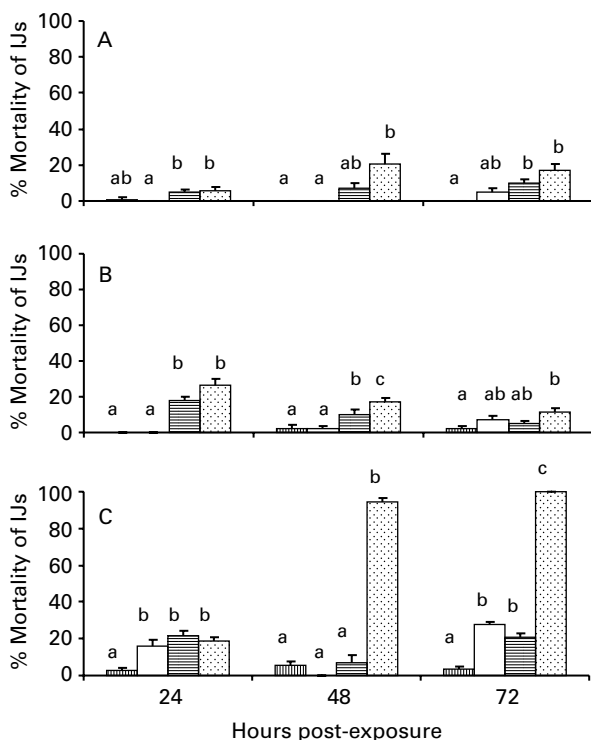 A
% Mortality of IJs
100
80
60
40
20
0
ab a b b
a a ab b
a ab b b
B
% Mortality of IJs
100
80
60
40
20
0
a a b b
a a b c
a ab ab b
C
% Mortality of IJs
100
80
60
40
20
0
a b b b
a a a b
a b b c
24 48 72
Hours post-exposure